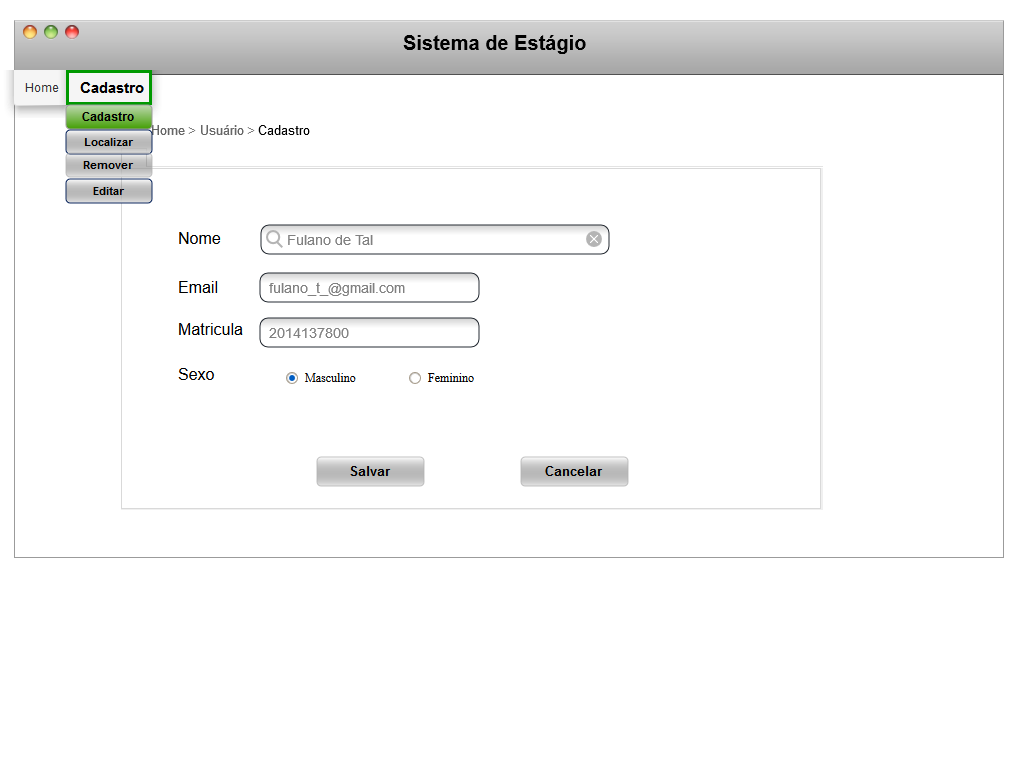 Sistema de Estágio
Home Cadastro
Cadastro
Localizar
Remover
Editar
Home > Usuário > Cadastro
Nome Fulano de Tal
Email fulano_t_@gmail.com
Matricula 2014137800
Sexo Masculino Feminino
Salvar Cancelar